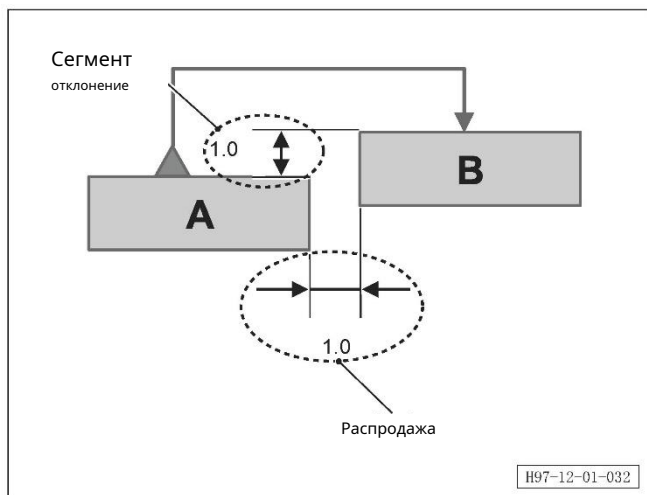 Сегмент
отклонение
1.0
B
A
1.0
Распродажа
H97-12-01-032